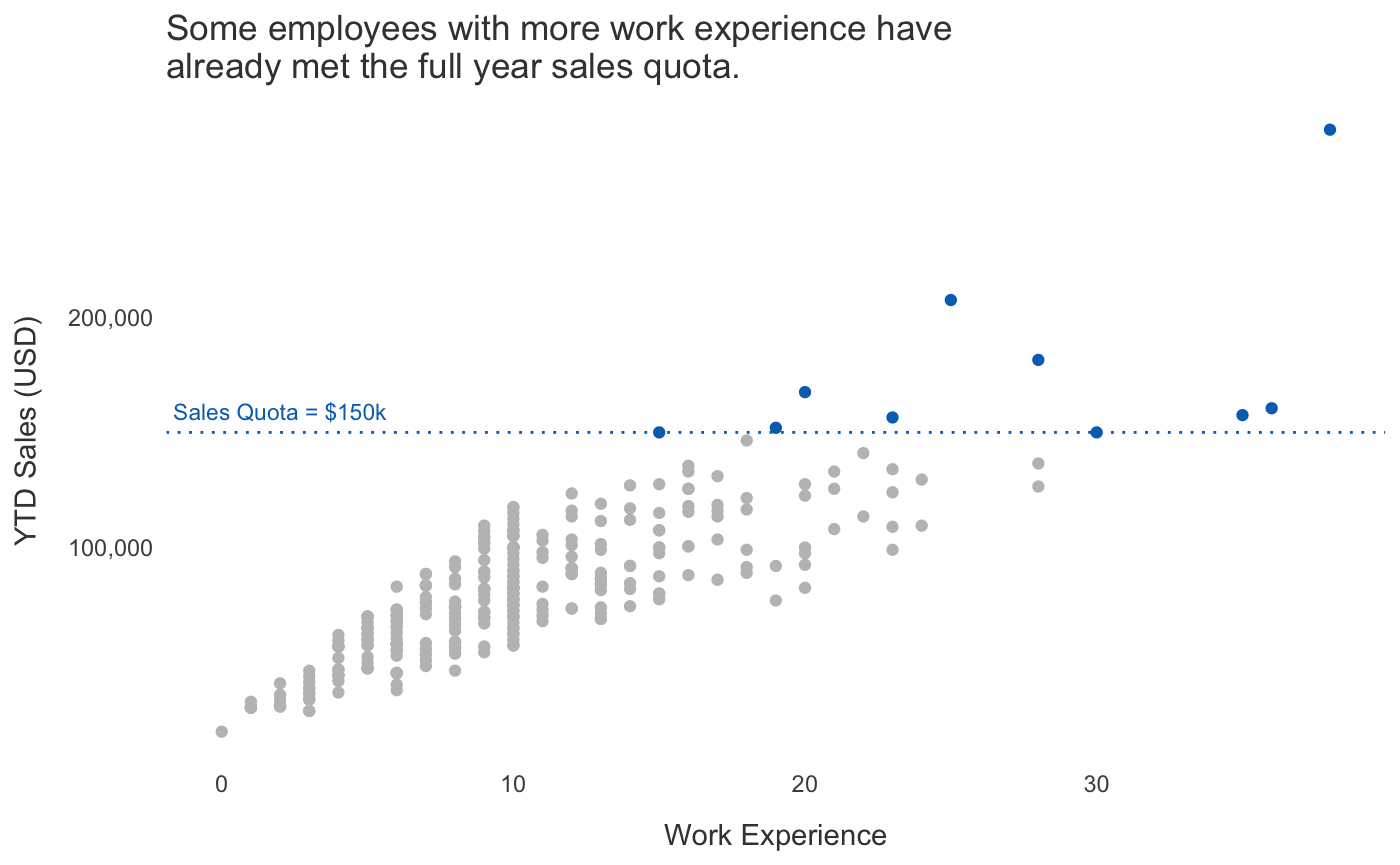 Some employees with more work experience have
already met the full year sales quota.
200,000
Sales Quota = $150k
100,000
YTD Sales (USD)
0 10 20 30
Work Experience